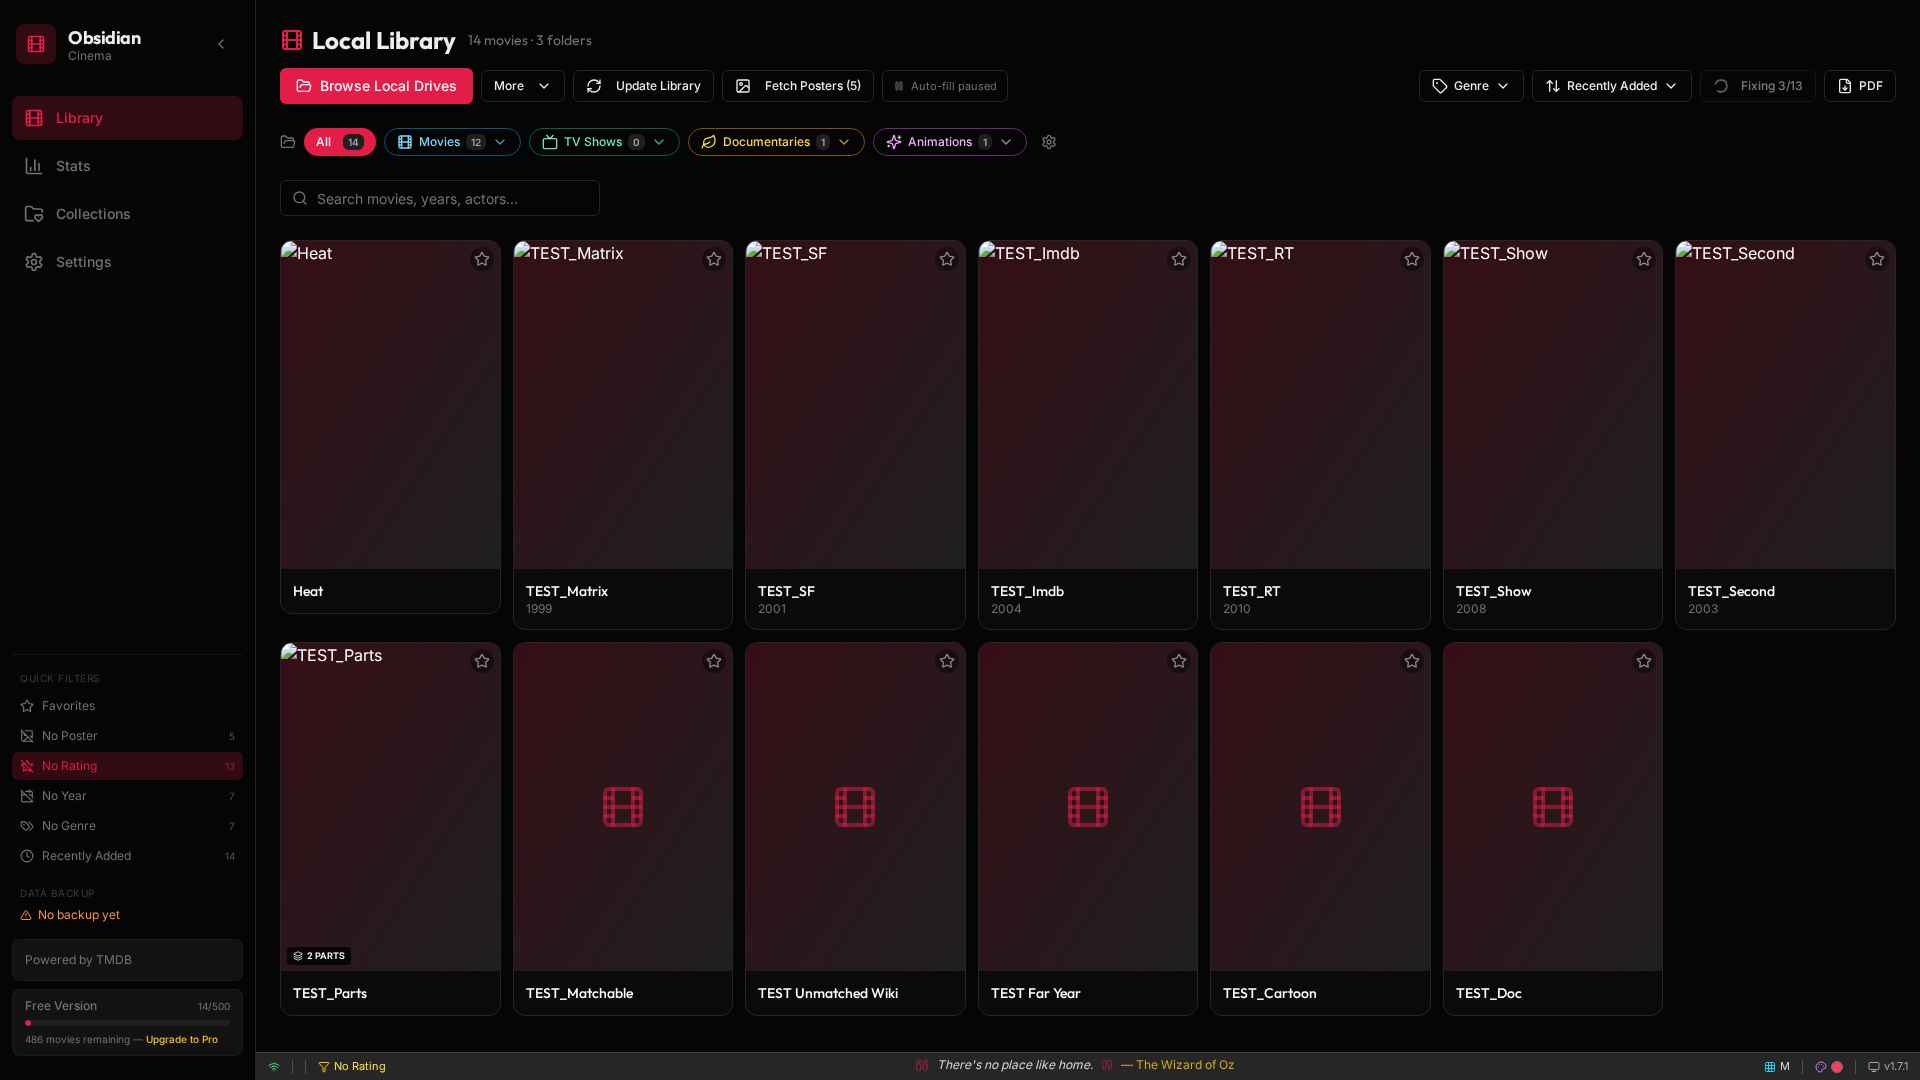 Obsidian
Cinema
Library
Stats
Collections
Settings
QUICK FILTERS
Favorites
No Poster 5
No Rating 13
No Year 7
No Genre 7
Recently Added 14
DATA BACKUP
No backup yet
Powered by TMDB
Free Version 14/500
486 movies remaining — Upgrade to Pro
Local Library 14 movies · 3 folders
Browse Local Drives More Update Library Fetch Posters (5) Auto-fill paused Genre Recently Added Fixing 3/13 PDF
All 14 Movies 12 TV Shows 0 Documentaries 1 Animations 1
Search movies, years, actors...
Heat TEST_Matrix TEST_SF TEST_Imdb TEST_RT TEST_Show TEST_Second
Heat TEST_Matrix TEST_SF TEST_Imdb TEST_RT TEST_Show TEST_Second
1999 2001 2004 2010 2008 2003
TEST_Parts
2 PARTS
TEST_Parts TEST_Matchable TEST Unmatched Wiki TEST Far Year TEST_Cartoon TEST_Doc
No Rating There's no place like home. — The Wizard of Oz M v1.7.1